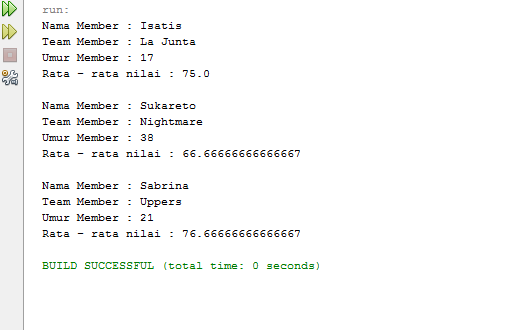 run:
Nama Member : Isatis
Team Member : La Junta
Umur Member : 17
Rata - rata nilai : 75.0
Nama Member : Sukareto
Team Member : Nightmare
Umur Member : 38
Rata - rata nilai : 66.66666666666667
Nama Member : Sabrina
Team Member : Uppers
Umur Member : 21
Rata - rata nilai : 76.66666666666667
BUILD SUCCESSFUL (total time: 0 seconds)